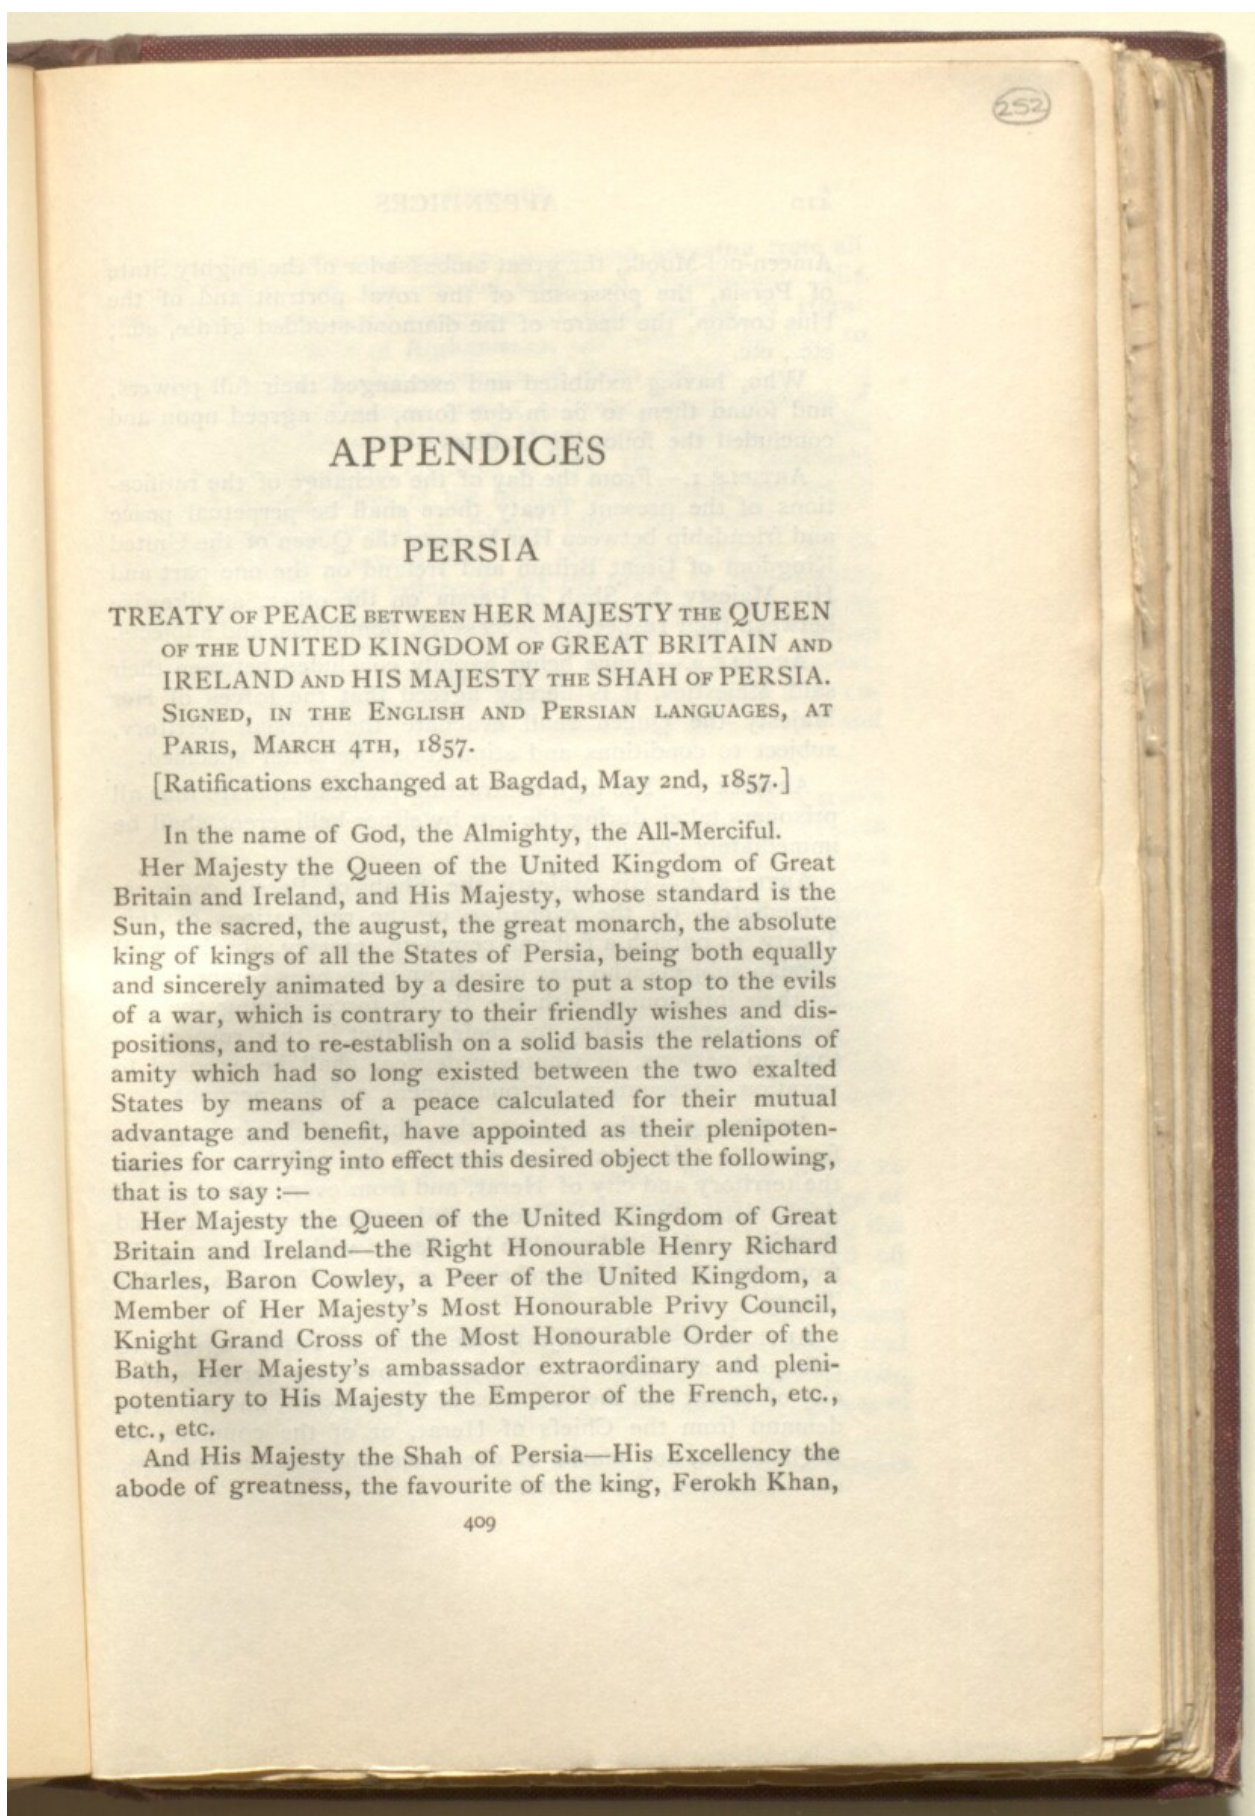 252
APPENDICES
PERSIA
TREATY OF PEACE BETWEEN HER MAJESTY THE QUEEN
OF THE UNITED KINGDOM OF GREAT BRITAIN AND
IRELAND AND HIS MAJESTY THE SHAH OF PERSIA.
SIGNED, IN THE ENGLISH AND PERSIAN LANGUAGES, AT
PARIS, MARCH 4TH, 1857.
[Ratifications exchanged at Bagdad, May 2nd, 1857.]
In the name of God, the Almighty, the All-Merciful.
Her Majesty the Queen of the United Kingdom of Great
Britain and Ireland, and His Majesty, whose standard is the
Sun, the sacred, the august, the great monarch, the absolute
king of kings of all the States of Persia, being both equally
and sincerely animated by a desire to put a stop to the evils
of a war, which is contrary to their friendly wishes and dis-
positions, and to re-establish on a solid basis the relations of
amity which had so long existed between the two exalted
States by means of a peace calculated for their mutual
advantage and benefit, have appointed as their plenipoten-
tiaries for carrying into effect this desired object the following,
that is to say :—
Her Majesty the Queen of the United Kingdom of Great
Britain and Ireland—the Right Honourable Henry Richard
Charles, Baron Cowley, a Peer of the United Kingdom, a
Member of Her Majesty's Most Honourable Privy Council,
Knight Grand Cross of the Most Honourable Order of the
Bath, Her Majesty's ambassador extraordinary and pleni-
potentiary to His Majesty the Emperor of the French, etc.,
etc., etc.
And His Majesty the Shah of Persia—His Excellency the
abode of greatness, the favourite of the king, Ferokh Khan,
409